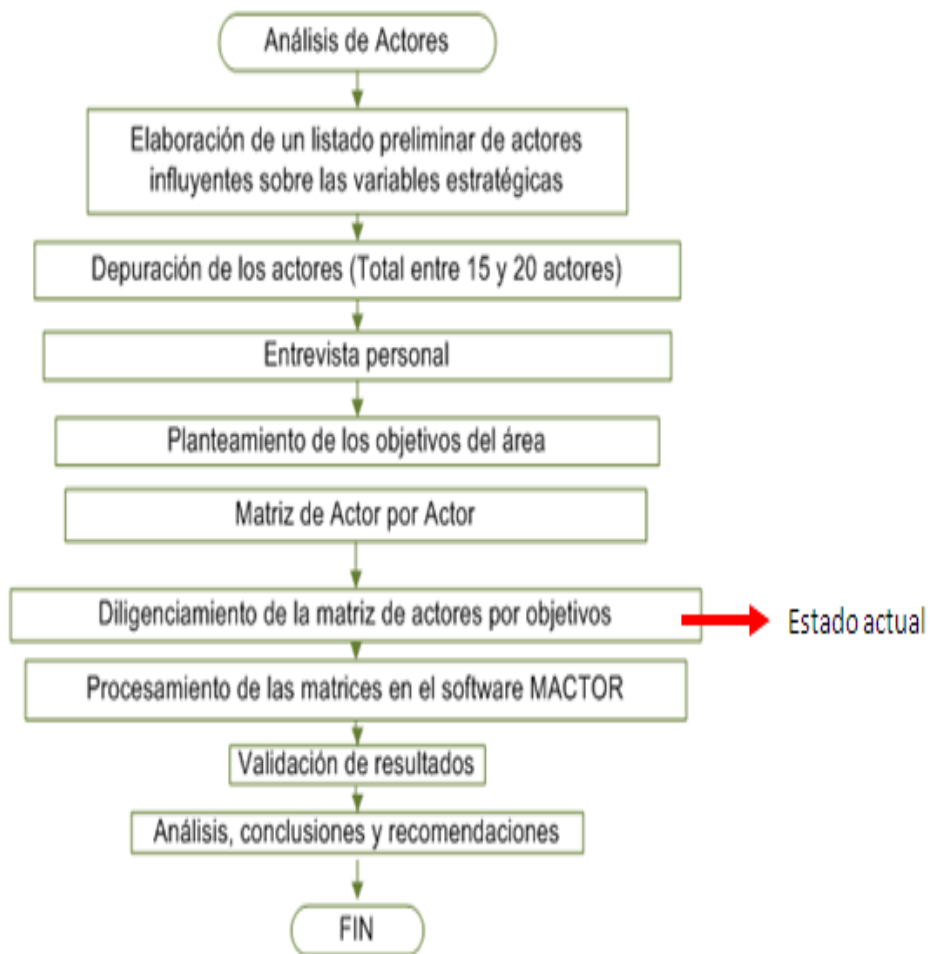 Análisis de Actores
Elaboración de un listado preliminar de actores
influyentes sobre las variables estratégicas
Depuración de los actores (Total entre 15 y 20 actores)
Entrevista personal
Planteamiento de los objetivos del área
Matriz de Actor por Actor
Diligenciamiento de la matriz de actores por objetivos
Estado actual
Procesamiento de las matrices en el software MACTOR
Validación de resultados
Análisis, conclusiones y recomendaciones
FIN